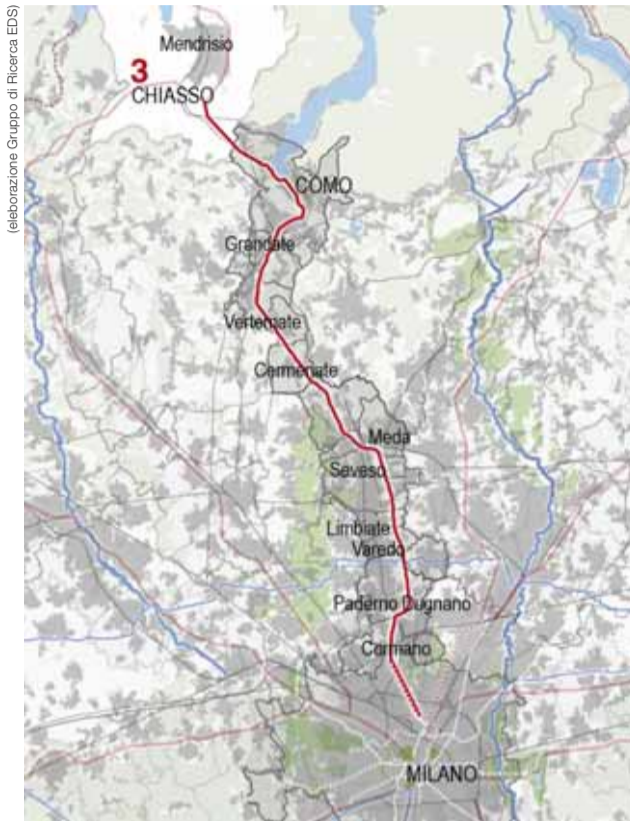 (elaborazione Gruppo di Ricerca EDS)
Mendrisio
3
CHIASSO
COMO
Grandate
Vertemate
Cermenate
Meda
Seveso
Limbiate
Varedo
Paderno Dugnano
Cormano
MILANO